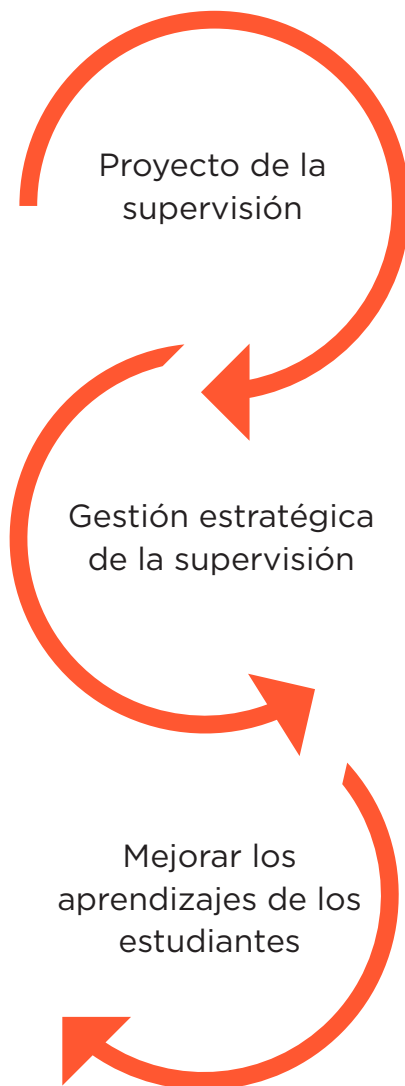 Proyecto de la
supervisión
Gestión estratégica
de la supervisión
Mejorar los
aprendizajes de los
estudiantes